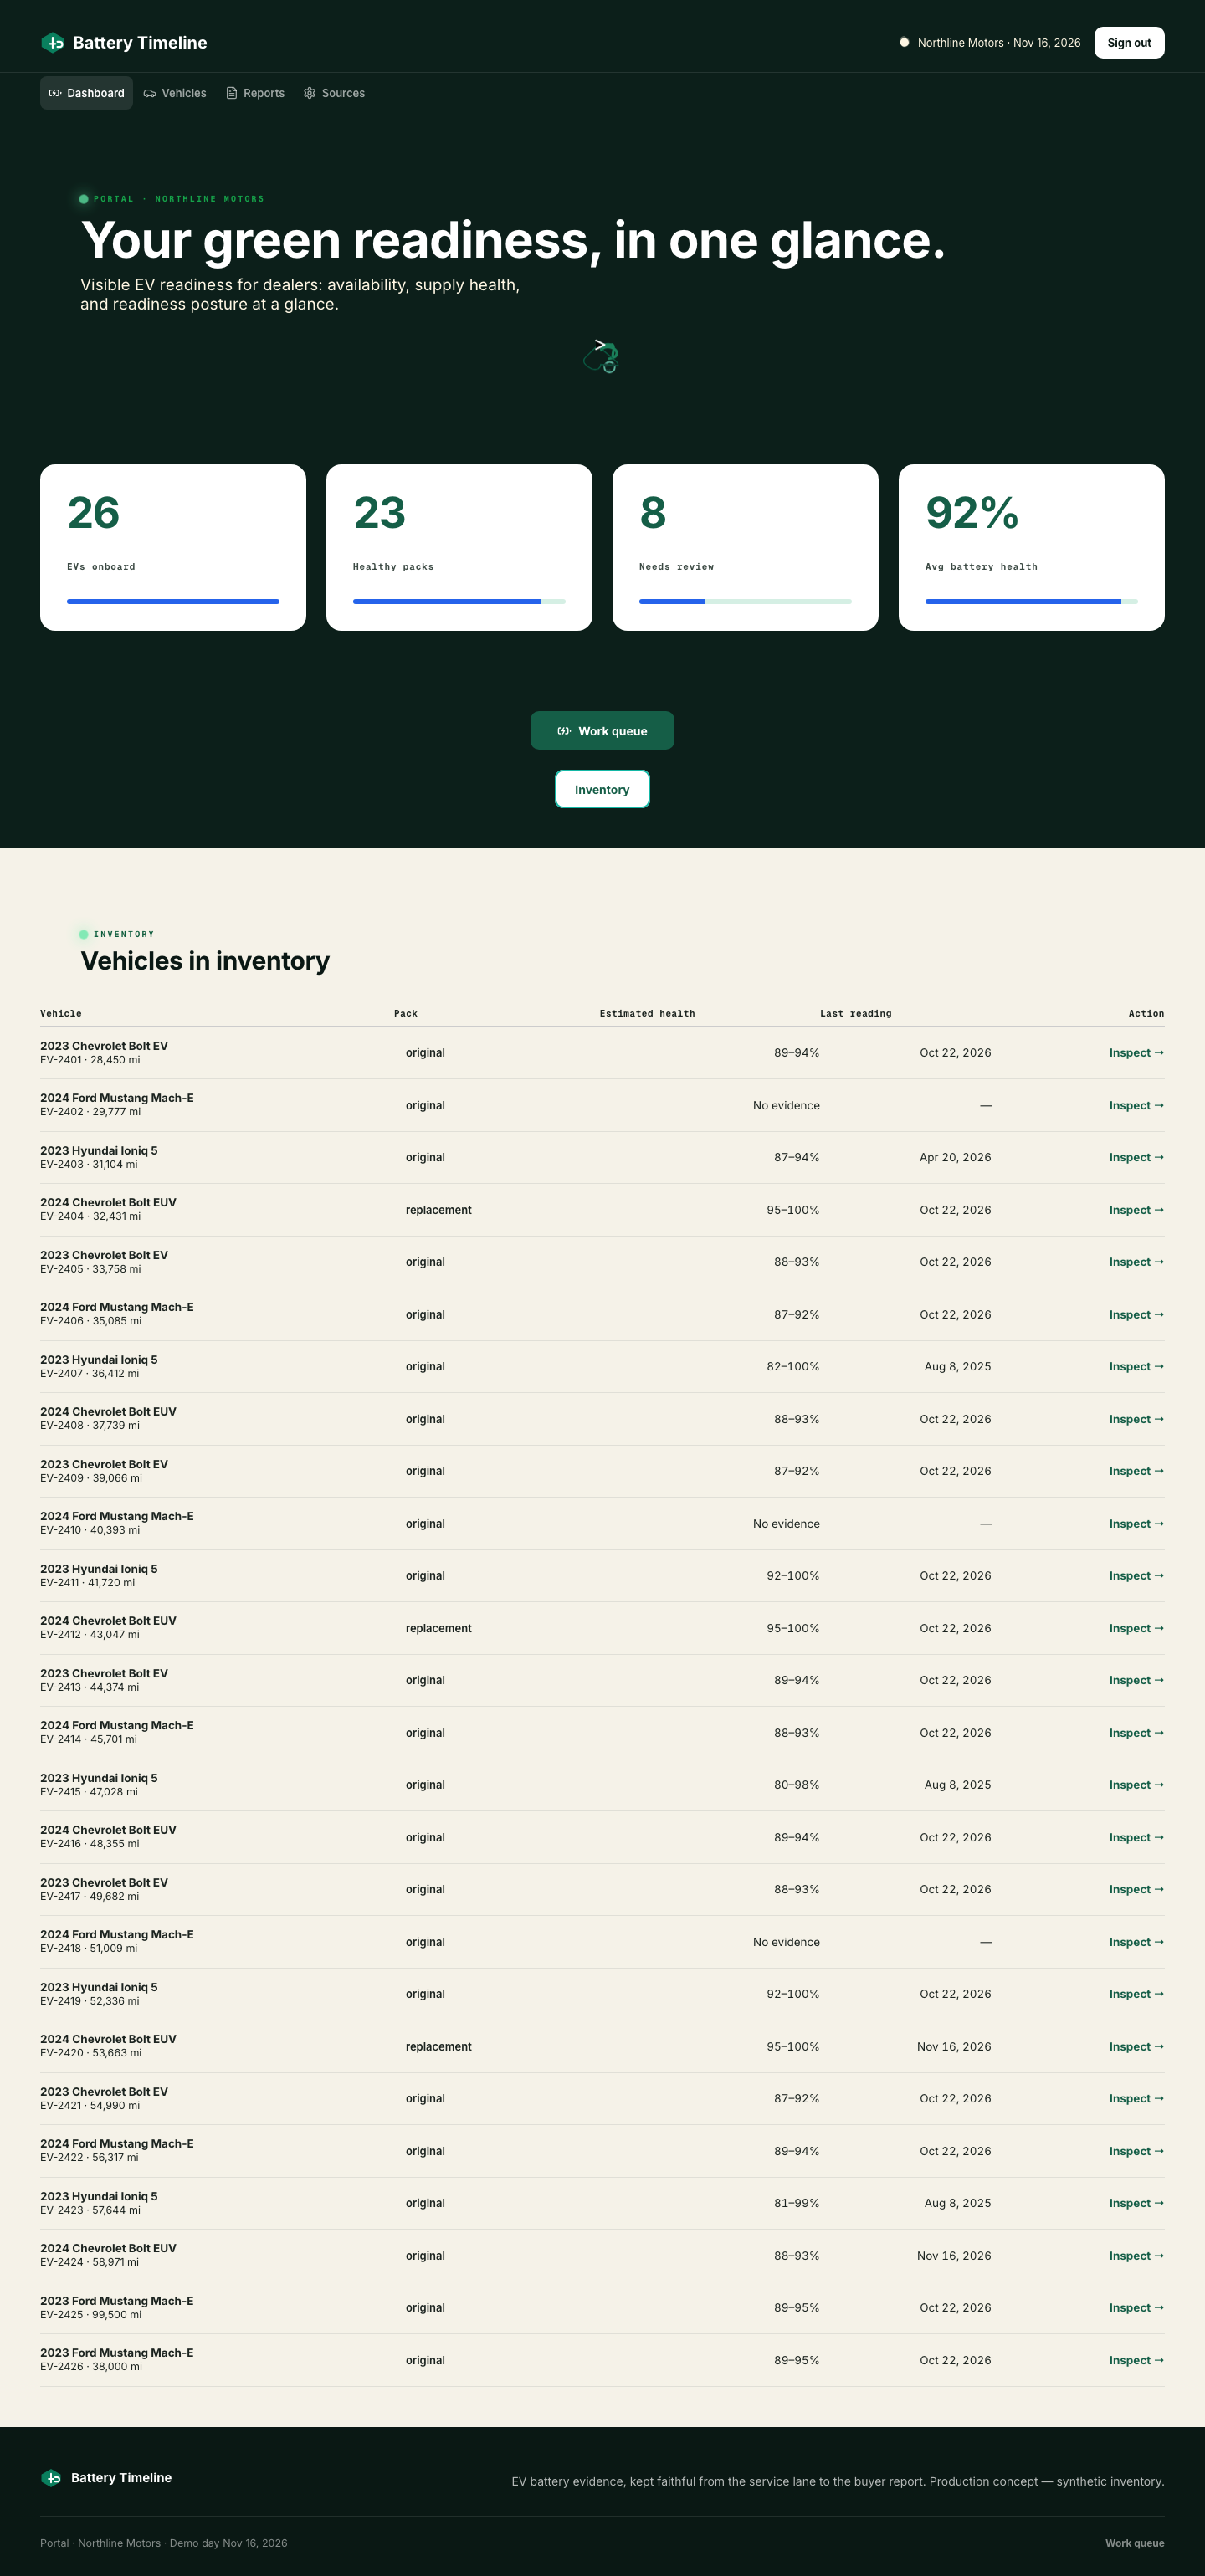 Battery Timeline
Northline Motors · Nov 16, 2026
Sign out
Dashboard
Vehicles
Reports
Sources
PORTAL · NORTHLINE MOTORS
Your green readiness, in one glance.
Visible EV readiness for dealers: availability, supply health,
and readiness posture at a glance.
26
EVs onboard
23
Healthy packs
8
Needs review
92%
Avg battery health
Work queue
Inventory
INVENTORY
Vehicles in inventory
Vehicle Pack Estimated health Last reading Action
2023 Chevrolet Bolt EV
EV-2401 · 28,450 mi
original 89–94% Oct 22, 2026 Inspect →
2024 Ford Mustang Mach-E
EV-2402 · 29,777 mi
original No evidence — Inspect →
2023 Hyundai Ioniq 5
EV-2403 · 31,104 mi
original 87–94% Apr 20, 2026 Inspect →
2024 Chevrolet Bolt EUV
EV-2404 · 32,431 mi
replacement 95–100% Oct 22, 2026 Inspect →
2023 Chevrolet Bolt EV
EV-2405 · 33,758 mi
original 88–93% Oct 22, 2026 Inspect →
2024 Ford Mustang Mach-E
EV-2406 · 35,085 mi
original 87–92% Oct 22, 2026 Inspect →
2023 Hyundai Ioniq 5
EV-2407 · 36,412 mi
original 82–100% Aug 8, 2025 Inspect →
2024 Chevrolet Bolt EUV
EV-2408 · 37,739 mi
original 88–93% Oct 22, 2026 Inspect →
2023 Chevrolet Bolt EV
EV-2409 · 39,066 mi
original 87–92% Oct 22, 2026 Inspect →
2024 Ford Mustang Mach-E
EV-2410 · 40,393 mi
original No evidence — Inspect →
2023 Hyundai Ioniq 5
EV-2411 · 41,720 mi
original 92–100% Oct 22, 2026 Inspect →
2024 Chevrolet Bolt EUV
EV-2412 · 43,047 mi
replacement 95–100% Oct 22, 2026 Inspect →
2023 Chevrolet Bolt EV
EV-2413 · 44,374 mi
original 89–94% Oct 22, 2026 Inspect →
2024 Ford Mustang Mach-E
EV-2414 · 45,701 mi
original 88–93% Oct 22, 2026 Inspect →
2023 Hyundai Ioniq 5
EV-2415 · 47,028 mi
original 80–98% Aug 8, 2025 Inspect →
2024 Chevrolet Bolt EUV
EV-2416 · 48,355 mi
original 89–94% Oct 22, 2026 Inspect →
2023 Chevrolet Bolt EV
EV-2417 · 49,682 mi
original 88–93% Oct 22, 2026 Inspect →
2024 Ford Mustang Mach-E
EV-2418 · 51,009 mi
original No evidence — Inspect →
2023 Hyundai Ioniq 5
EV-2419 · 52,336 mi
original 92–100% Oct 22, 2026 Inspect →
2024 Chevrolet Bolt EUV
EV-2420 · 53,663 mi
replacement 95–100% Nov 16, 2026 Inspect →
2023 Chevrolet Bolt EV
EV-2421 · 54,990 mi
original 87–92% Oct 22, 2026 Inspect →
2024 Ford Mustang Mach-E
EV-2422 · 56,317 mi
original 89–94% Oct 22, 2026 Inspect →
2023 Hyundai Ioniq 5
EV-2423 · 57,644 mi
original 81–99% Aug 8, 2025 Inspect →
2024 Chevrolet Bolt EUV
EV-2424 · 58,971 mi
original 88–93% Nov 16, 2026 Inspect →
2023 Ford Mustang Mach-E
EV-2425 · 99,500 mi
original 89–95% Oct 22, 2026 Inspect →
2023 Ford Mustang Mach-E
EV-2426 · 38,000 mi
original 89–95% Oct 22, 2026 Inspect →
Battery Timeline
EV battery evidence, kept faithful from the service lane to the buyer report. Production concept — synthetic inventory.
Portal · Northline Motors · Demo day Nov 16, 2026
Work queue